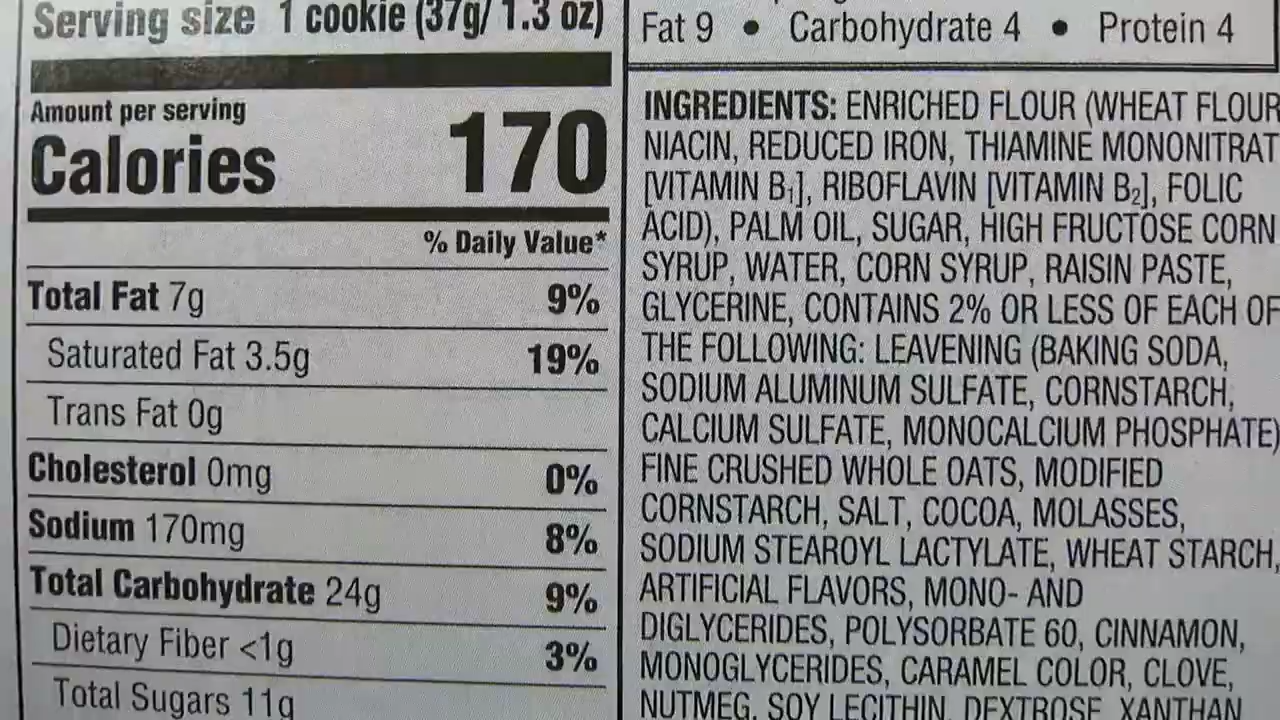 Serving size 1 cookie (37g/ 1.3 oz)
Amount per serving
Calories 170
% Daily Value*
Total Fat 7g 9%
Saturated Fat 3.5g 19%
Trans Fat 0g
Cholesterol 0mg 0%
Sodium 170mg 8%
Total Carbohydrate 24g 9%
Dietary Fiber <1g 3%
Total Sugars 11g
Fat 9 • Carbohydrate 4 • Protein 4
INGREDIENTS: ENRICHED FLOUR (WHEAT FLOUR
NIACIN, REDUCED IRON, THIAMINE MONONITRAT
[VITAMIN B₁], RIBOFLAVIN [VITAMIN B₂], FOLIC
ACID), PALM OIL, SUGAR, HIGH FRUCTOSE CORN
SYRUP, WATER, CORN SYRUP, RAISIN PASTE,
GLYCERINE, CONTAINS 2% OR LESS OF EACH OF
THE FOLLOWING: LEAVENING (BAKING SODA,
SODIUM ALUMINUM SULFATE, CORNSTARCH,
CALCIUM SULFATE, MONOCALCIUM PHOSPHATE)
FINE CRUSHED WHOLE OATS, MODIFIED
CORNSTARCH, SALT, COCOA, MOLASSES,
SODIUM STEAROYL LACTYLATE, WHEAT STARCH,
ARTIFICIAL FLAVORS, MONO- AND
DIGLYCERIDES, POLYSORBATE 60, CINNAMON,
MONOGLYCERIDES, CARAMEL COLOR, CLOVE,
NUTMEG, SOY LECITHIN, DEXTROSE, XANTHAN